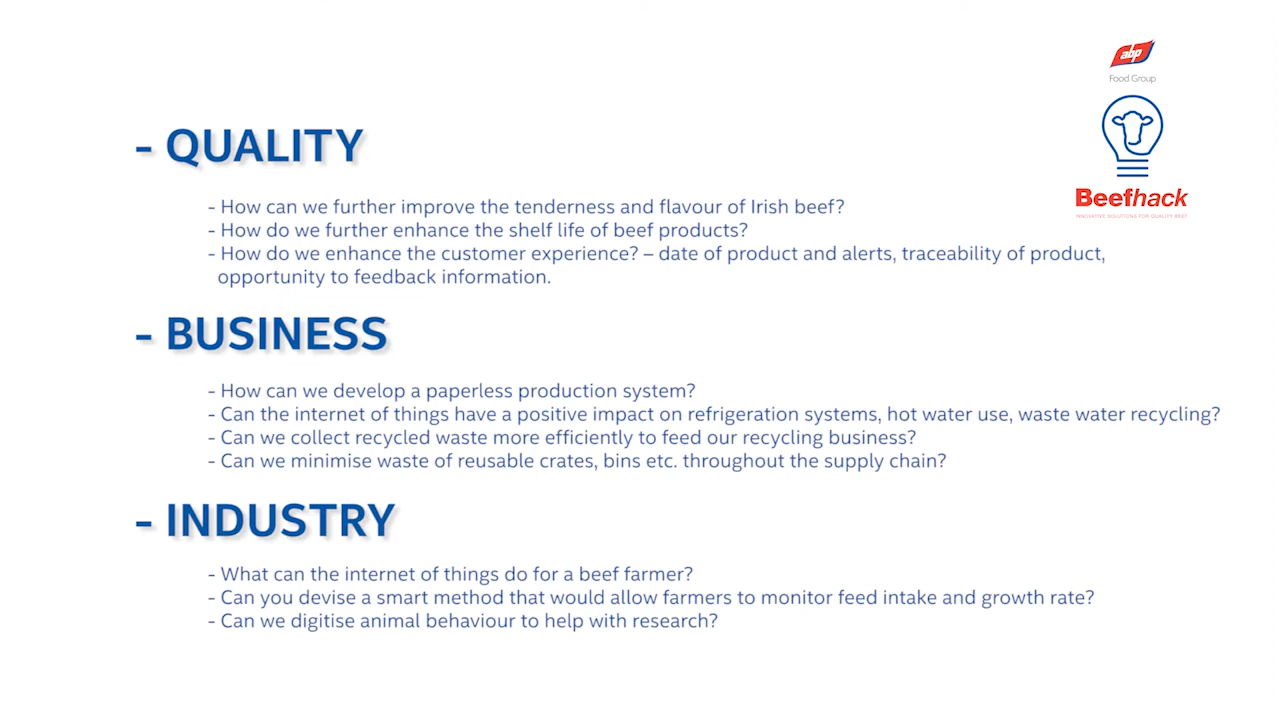 abp
Food Group
Beefhack
INNOVATIVE SOLUTIONS FOR QUALITY BEEF
- QUALITY
- How can we further improve the tenderness and flavour of Irish beef?
- How do we further enhance the shelf life of beef products?
- How do we enhance the customer experience? – date of product and alerts, traceability of product,
opportunity to feedback information.
- BUSINESS
- How can we develop a paperless production system?
- Can the internet of things have a positive impact on refrigeration systems, hot water use, waste water recycling?
- Can we collect recycled waste more efficiently to feed our recycling business?
- Can we minimise waste of reusable crates, bins etc. throughout the supply chain?
- INDUSTRY
- What can the internet of things do for a beef farmer?
- Can you devise a smart method that would allow farmers to monitor feed intake and growth rate?
- Can we digitise animal behaviour to help with research?